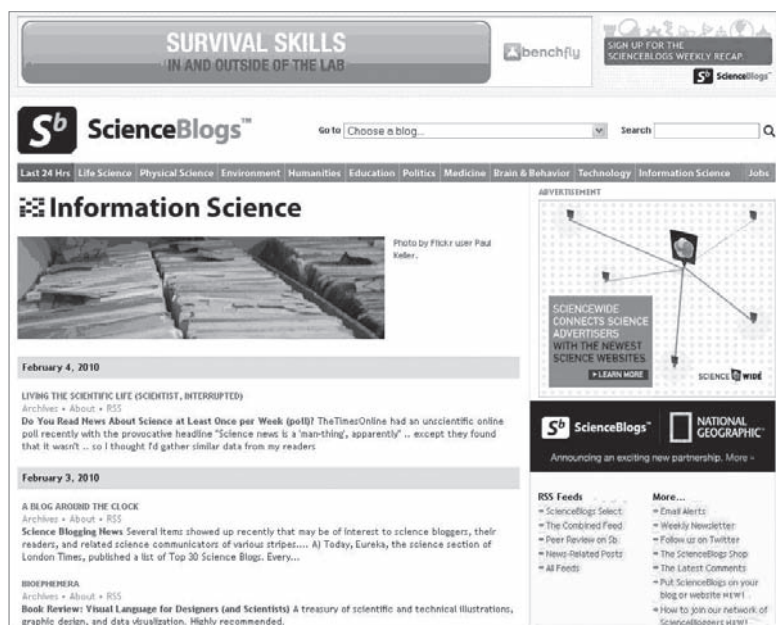 SURVIVAL SKILLS
IN AND OUTSIDE OF THE LAB
benchfly
SIGN UP FOR THE
SCIENCEBLOGS WEEKLY RECAP.
Sb ScienceBlogs™
Sb ScienceBlogs™
Go to Choose a blog...
Search
Last 24 Hrs Life Science Physical Science Environment Humanities Education Politics Medicine Brain & Behavior Technology Information Science Jobs
Information Science
Photo by Flickr user Paul
Keller.
February 4, 2010
LIVING THE SCIENTIFIC LIFE (SCIENTIST, INTERRUPTED)
Archives • About • RSS
Do You Read News About Science at Least Once per Week (poll)? TheTimesOnline had an unscientific online
poll recently with the provocative headline "Science news is a 'man-thing', apparently" .. except they found
that it wasn't .. so I thought I'd gather similar data from my readers
February 3, 2010
A BLOG AROUND THE CLOCK
Archives • About • RSS
Science Blogging News Several items showed up recently that may be of interest to science bloggers, their
readers, and related science communicators of various stripes.... A) Today, Eureka, the science section of
London Times, published a list of Top 30 Science Blogs. Every...
BIOEPHEMERA
Archives • About • RSS
Book Review: Visual Language for Designers (and Scientists) A treasury of scientific and technical illustrations,
graphic design, and data visualization. Highly recommended.
ADVERTISEMENT
SCIENCEWIDE
CONNECTS SCIENCE
ADVERTISERS
WITH THE NEWEST
SCIENCE WEBSITES
▸ LEARN MORE
SCIENCE WIDE
Sb ScienceBlogs™
NATIONAL
GEOGRAPHIC™
Announcing an exciting new partnership. More »
RSS Feeds
ScienceBlogs Select
The Combined Feed
Peer Review on Sb
News-Related Posts
All Feeds
More...
Email Alerts
Weekly Newsletter
Follow us on Twitter
The ScienceBlogs Shop
The Latest Comments
Put ScienceBlogs on your
blog or website NEW!
How to join our network of
ScienceBloggers NEW!